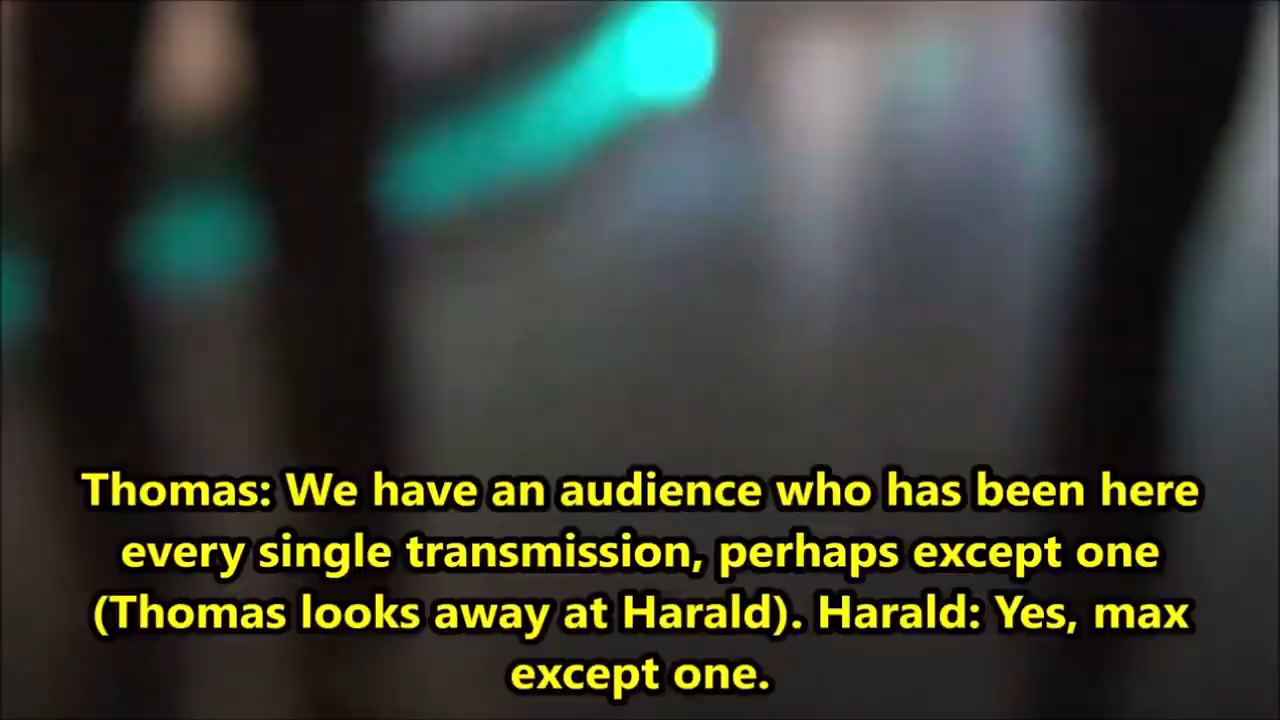 Thomas: We have an audience who has been here
every single transmission, perhaps except one
(Thomas looks away at Harald). Harald: Yes, max
except one.